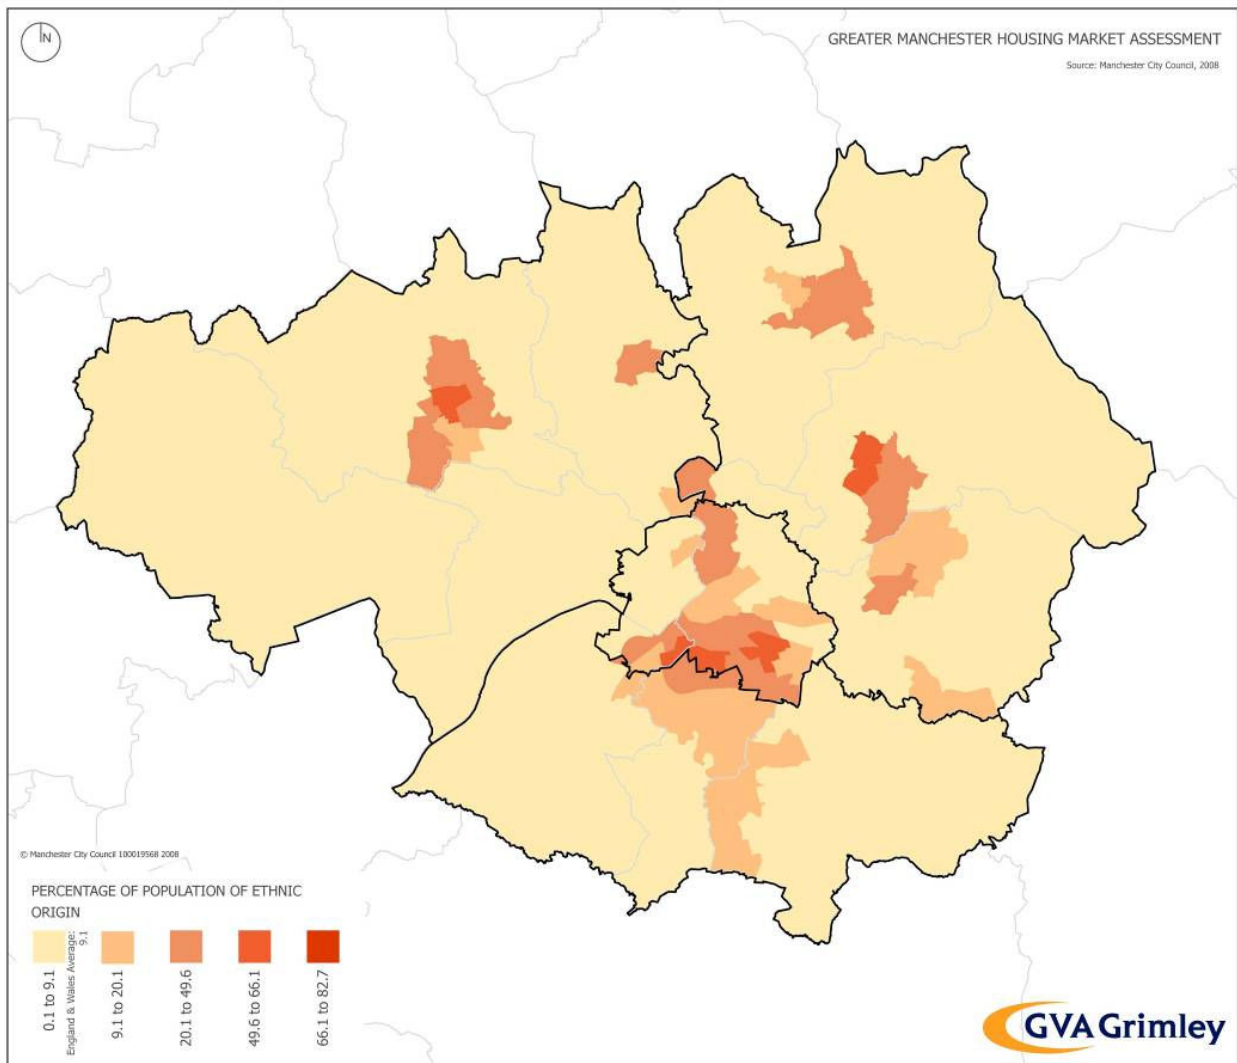 N
GREATER MANCHESTER HOUSING MARKET ASSESSMENT
Source: Manchester City Council, 2008
© Manchester City Council 100019568 2008
PERCENTAGE OF POPULATION OF ETHNIC
ORIGIN
0.1 to 9.1
England & Wales Average:
9.1
9.1 to 20.1
20.1 to 49.6
49.6 to 66.1
66.1 to 82.7
GVA Grimley